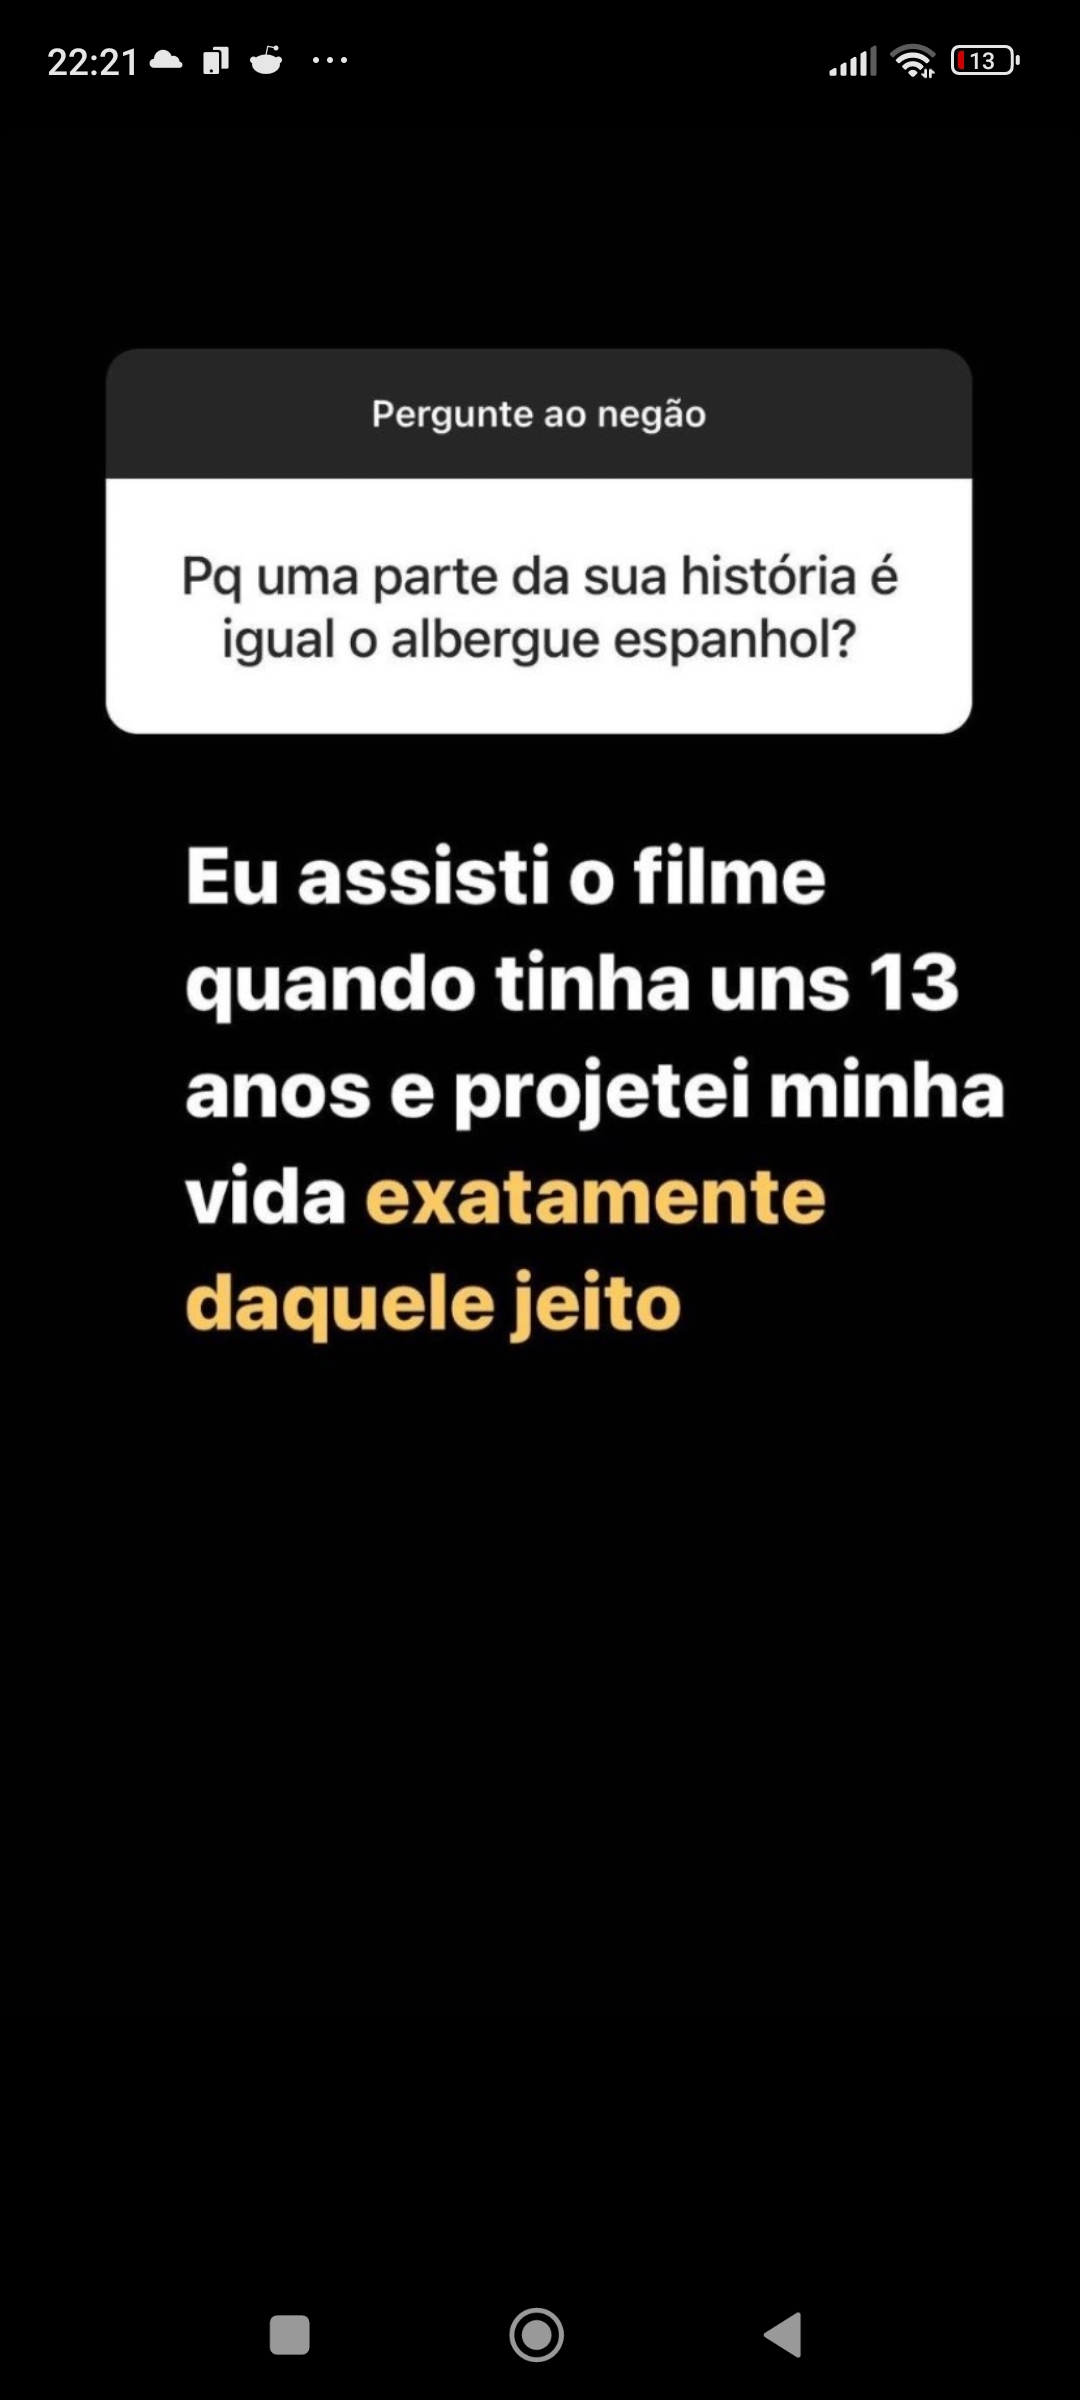 22:21
13
Pergunte ao negão
Pq uma parte da sua história é
igual o albergue espanhol?
Eu assisti o filme
quando tinha uns 13
anos e projetei minha
vida exatamente
daquele jeito